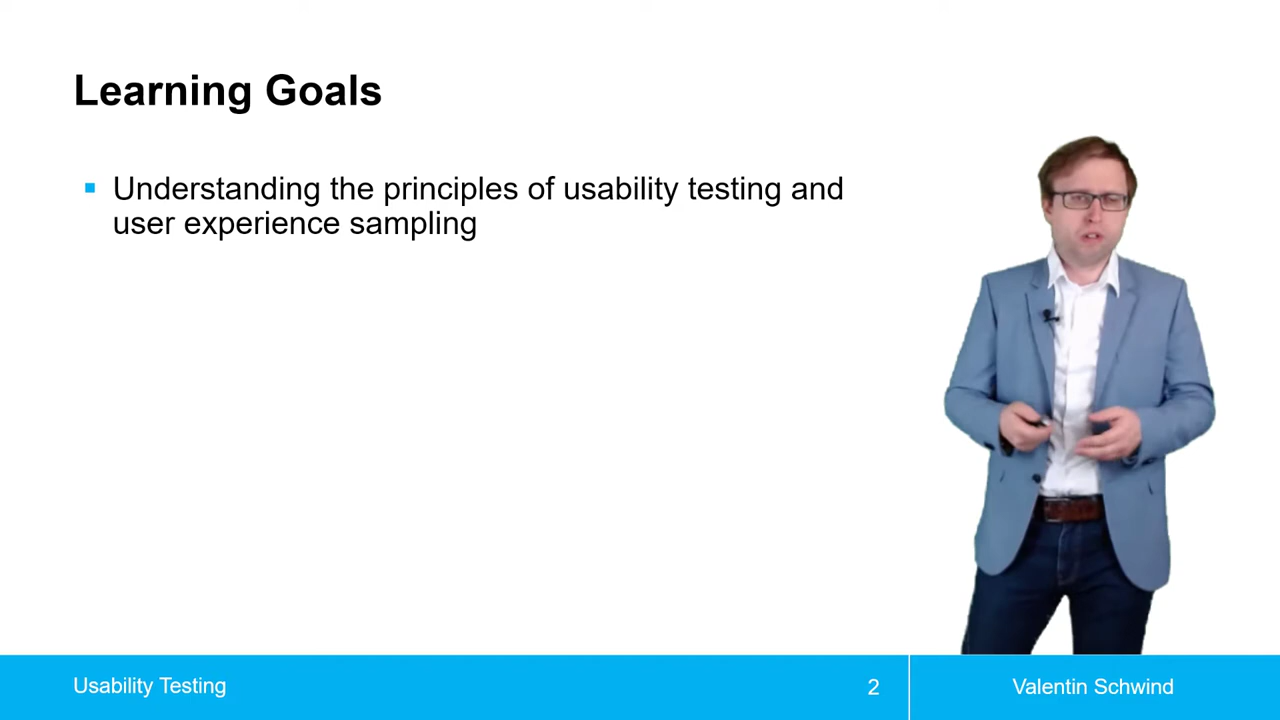 Learning Goals
Understanding the principles of usability testing and
user experience sampling
Usability Testing
2
Valentin Schwind